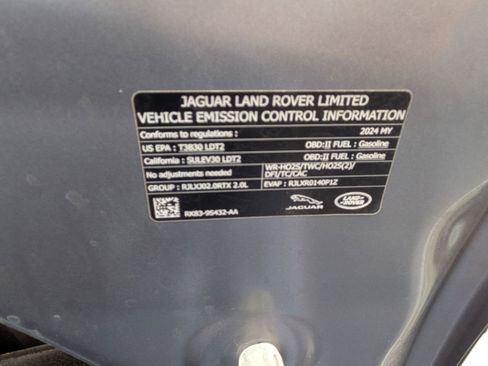 JAGUAR LAND ROVER LIMITED
VEHICLE EMISSION CONTROL INFORMATION
Conforms to regulations : 2024 MY
US EPA : T3B30 LDT2 OBD:II FUEL : Gasoline
California : SULEV30 LDT2 OBD:II FUEL : Gasoline
No adjustments needed WR-HO2S/TWC/HO2S(2)/
DFI/TC/CAC
GROUP : RJLXJ02.0RTX 2.0L EVAP : RJLXR0140P1Z
RK83-9S432-AA
JAGUAR
LAND
ROVER